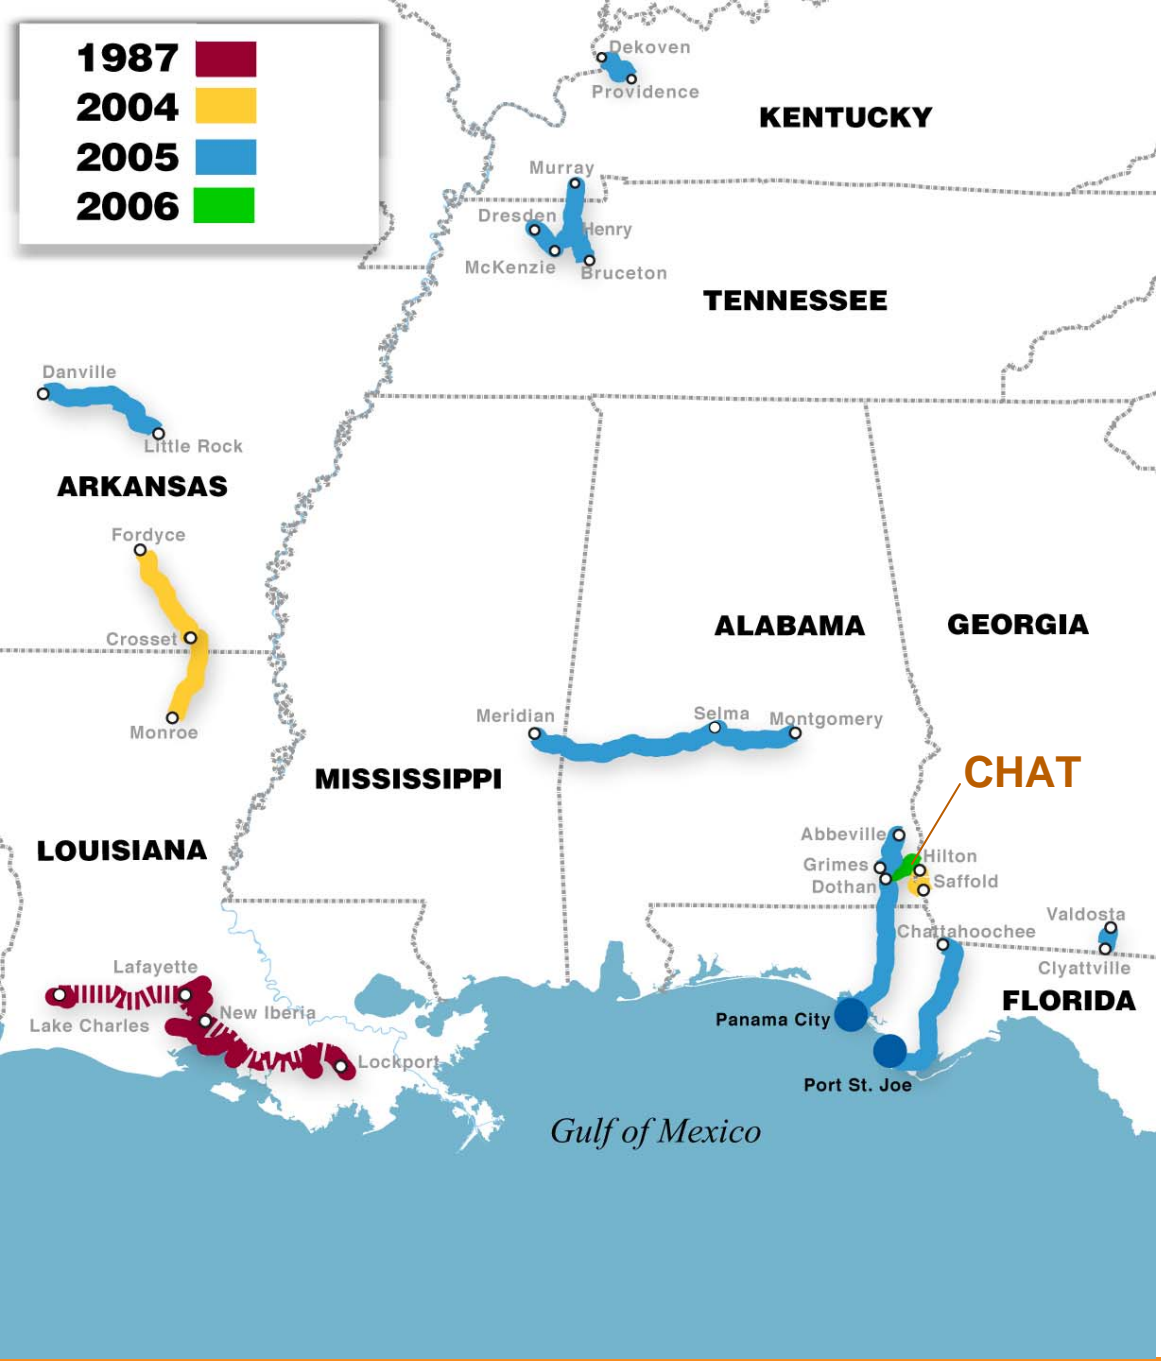 1987
2004
2005
2006
Dekoven
Providence
KENTUCKY
Murray
Dresden
Henry
McKenzie
Bruceton
TENNESSEE
Danville
Little Rock
ARKANSAS
Fordyce
Crosset
Monroe
ALABAMA
GEORGIA
Meridian
Selma
Montgomery
MISSISSIPPI
CHAT
LOUISIANA
Abbeville
Hilton
Grimes
Saffold
Dothan
Valdosta
Chattahoochee
Clyattville
Lafayette
FLORIDA
New Iberia
Lake Charles
Panama City
Lockport
Port St. Joe
Gulf of Mexico